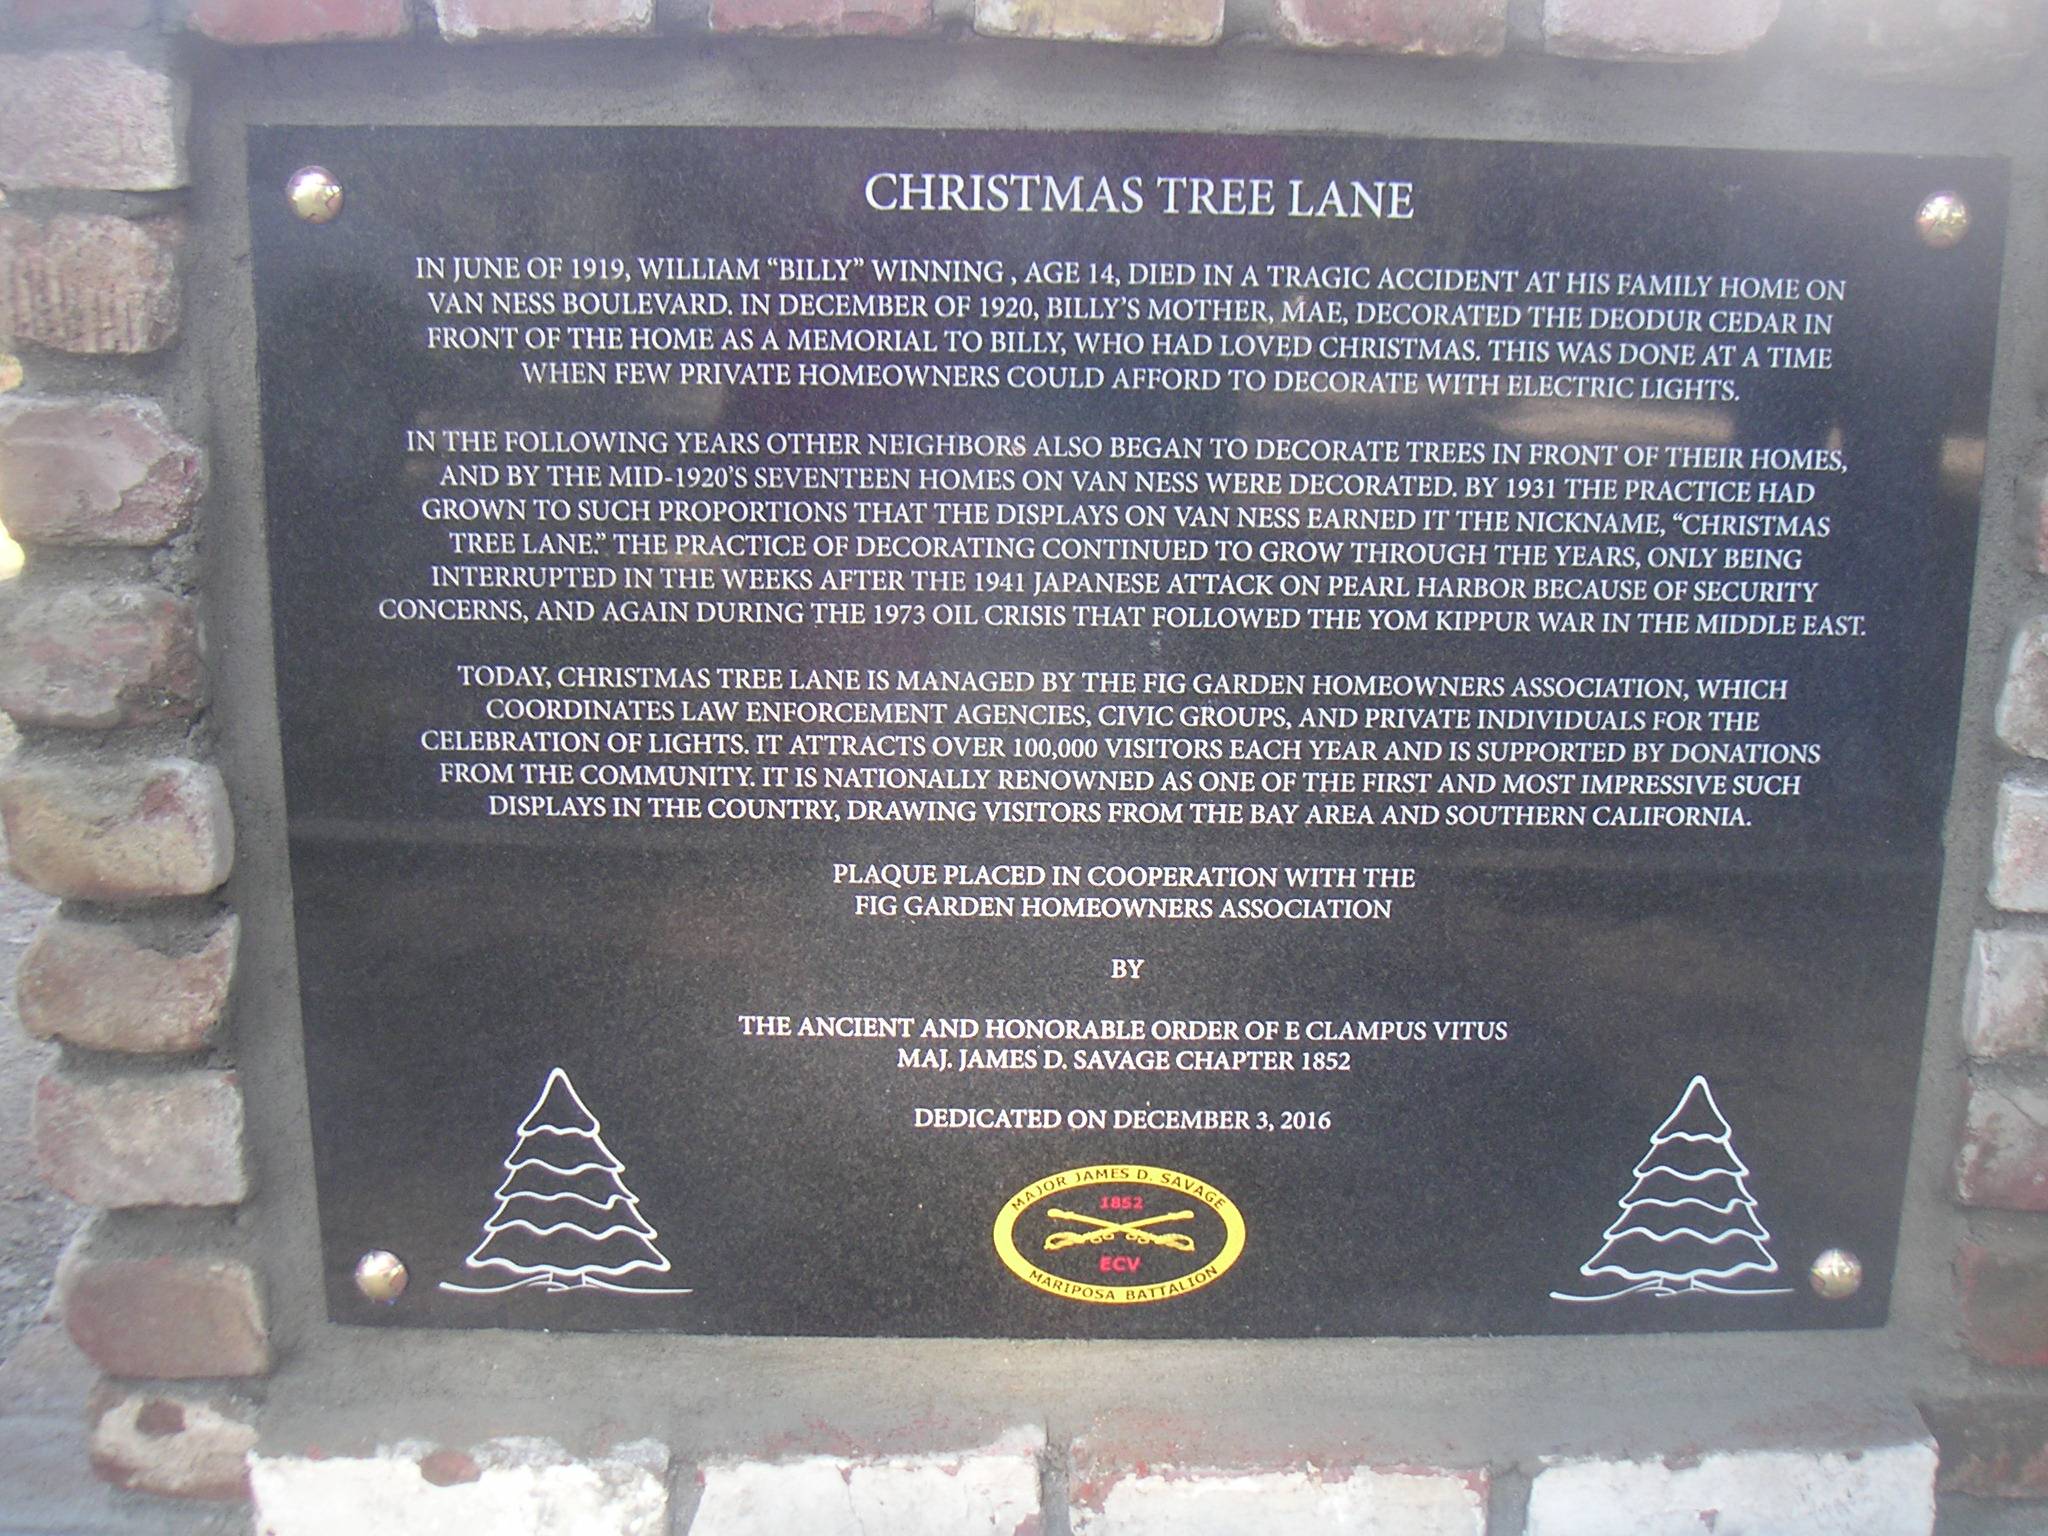 CHRISTMAS TREE LANE
IN JUNE OF 1919, WILLIAM “BILLY” WINNING , AGE 14, DIED IN A TRAGIC ACCIDENT AT HIS FAMILY HOME ON
VAN NESS BOULEVARD. IN DECEMBER OF 1920, BILLY’S MOTHER, MAE, DECORATED THE DEODUR CEDAR IN
FRONT OF THE HOME AS A MEMORIAL TO BILLY, WHO HAD LOVED CHRISTMAS. THIS WAS DONE AT A TIME
WHEN FEW PRIVATE HOMEOWNERS COULD AFFORD TO DECORATE WITH ELECTRIC LIGHTS.
IN THE FOLLOWING YEARS OTHER NEIGHBORS ALSO BEGAN TO DECORATE TREES IN FRONT OF THEIR HOMES,
AND BY THE MID-1920’S SEVENTEEN HOMES ON VAN NESS WERE DECORATED. BY 1931 THE PRACTICE HAD
GROWN TO SUCH PROPORTIONS THAT THE DISPLAYS ON VAN NESS EARNED IT THE NICKNAME, “CHRISTMAS
TREE LANE.” THE PRACTICE OF DECORATING CONTINUED TO GROW THROUGH THE YEARS, ONLY BEING
INTERRUPTED IN THE WEEKS AFTER THE 1941 JAPANESE ATTACK ON PEARL HARBOR BECAUSE OF SECURITY
CONCERNS, AND AGAIN DURING THE 1973 OIL CRISIS THAT FOLLOWED THE YOM KIPPUR WAR IN THE MIDDLE EAST.
TODAY, CHRISTMAS TREE LANE IS MANAGED BY THE FIG GARDEN HOMEOWNERS ASSOCIATION, WHICH
COORDINATES LAW ENFORCEMENT AGENCIES, CIVIC GROUPS, AND PRIVATE INDIVIDUALS FOR THE
CELEBRATION OF LIGHTS. IT ATTRACTS OVER 100,000 VISITORS EACH YEAR AND IS SUPPORTED BY DONATIONS
FROM THE COMMUNITY. IT IS NATIONALLY RENOWNED AS ONE OF THE FIRST AND MOST IMPRESSIVE SUCH
DISPLAYS IN THE COUNTRY, DRAWING VISITORS FROM THE BAY AREA AND SOUTHERN CALIFORNIA.
PLAQUE PLACED IN COOPERATION WITH THE
FIG GARDEN HOMEOWNERS ASSOCIATION
BY
THE ANCIENT AND HONORABLE ORDER OF E CLAMPUS VITUS
MAJ. JAMES D. SAVAGE CHAPTER 1852
DEDICATED ON DECEMBER 3, 2016
MAJOR JAMES D. SAVAGE
1852
ECV
MARIPOSA BATTALION